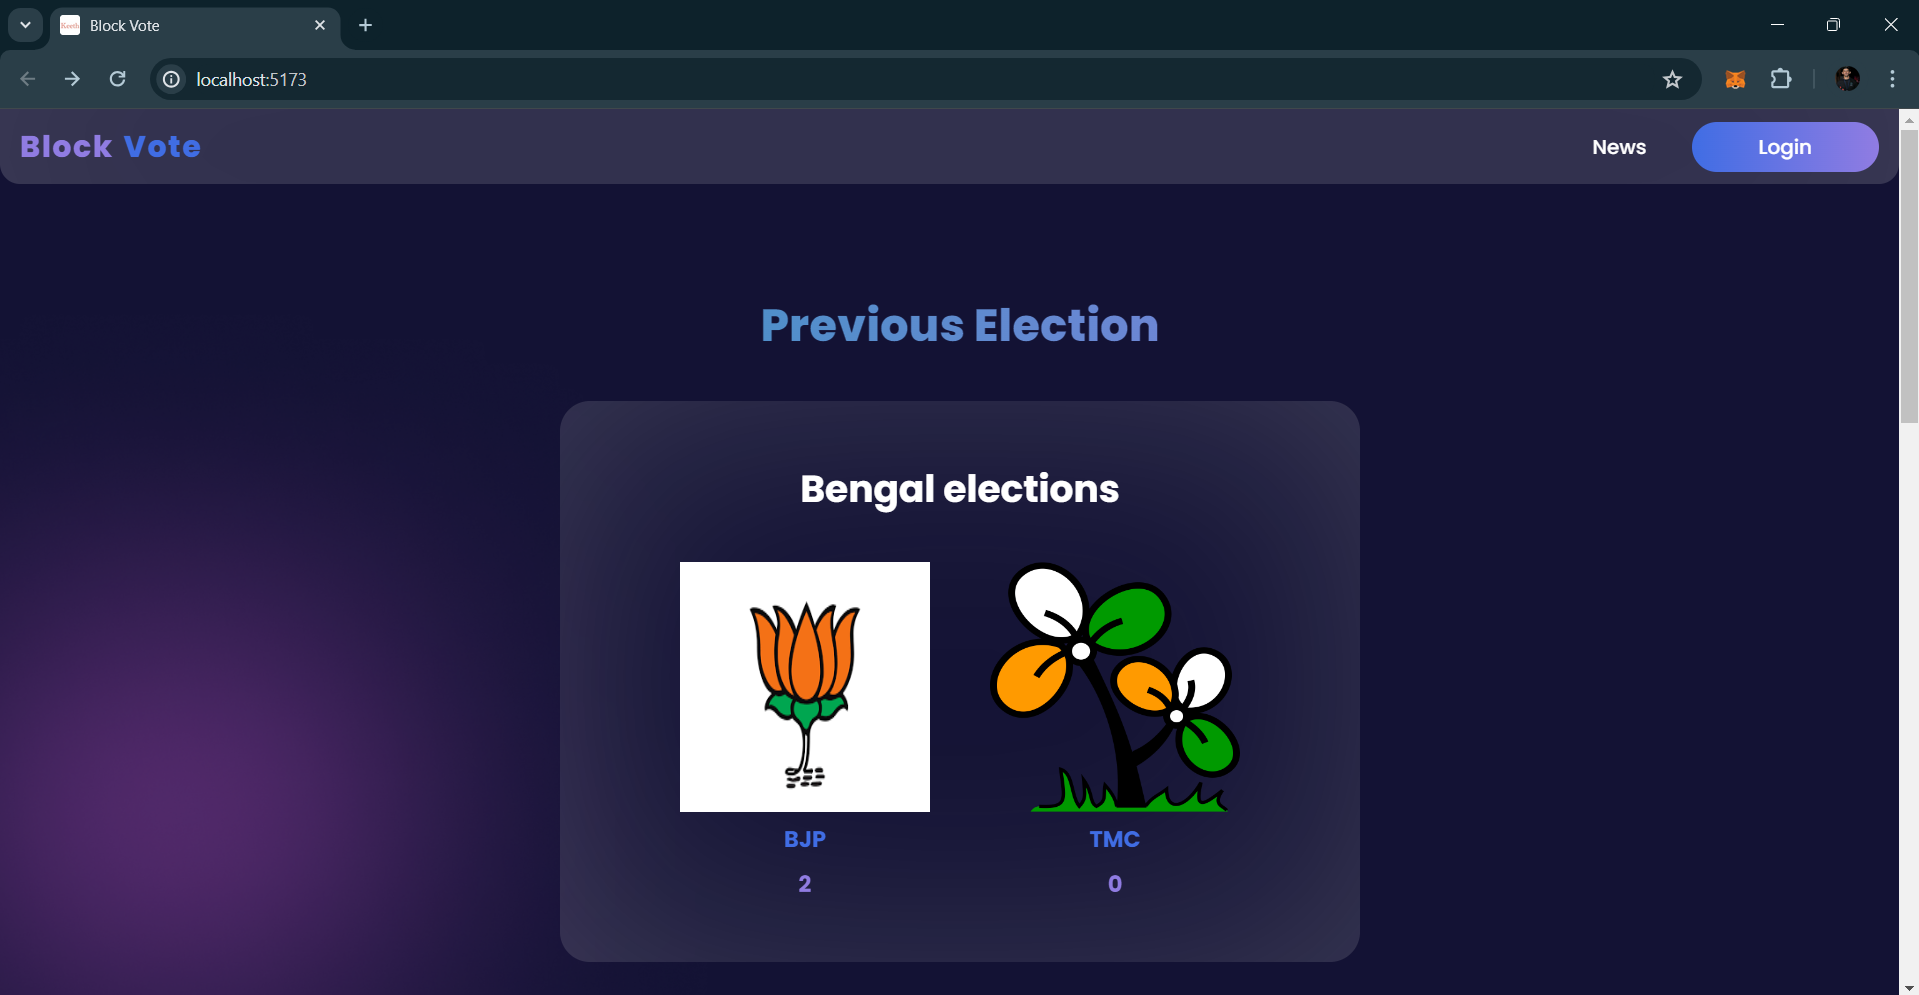 Block Vote
localhost:5173
Block Vote
News
Login
Previous Election
Bengal elections
BJP
TMC
2
0